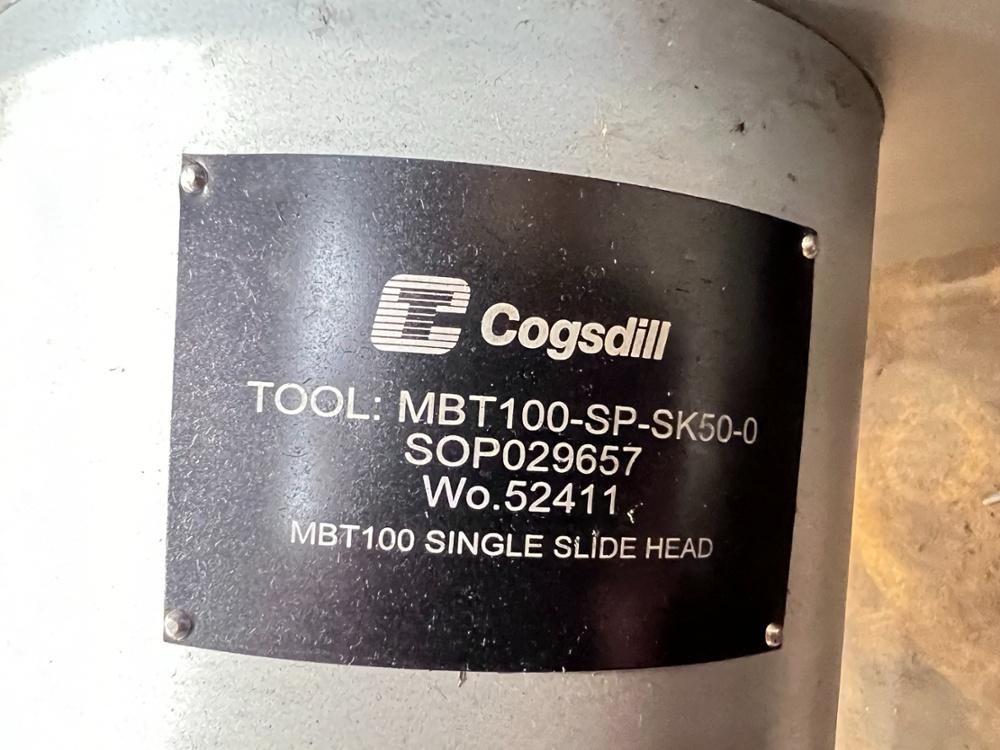 Cogsdill
TOOL: MBT100-SP-SK50-0
SOP029657
Wo.52411
MBT100 SINGLE SLIDE HEAD